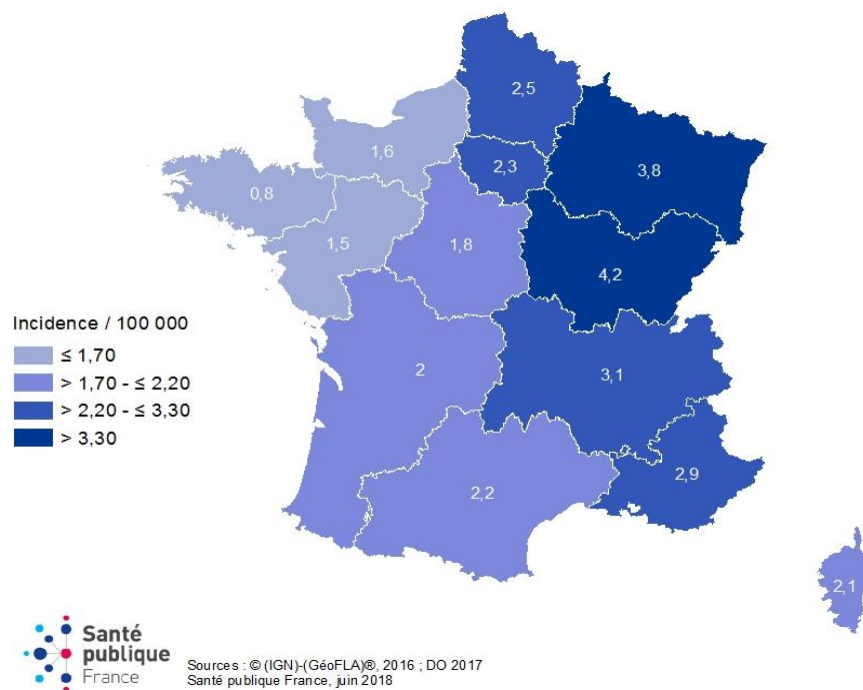 2,5
1,6
2,3
3,8
0,8
1,5
1,8
4,2
Incidence / 100 000
≤ 1,70
> 1,70 - ≤ 2,20
> 2,20 - ≤ 3,30
> 3,30
2
3,1
2,9
2,2
2,1
Santé
publique
France
Sources : © (IGN)-(GéoFLA)®, 2016 ; DO 2017
Santé publique France, juin 2018